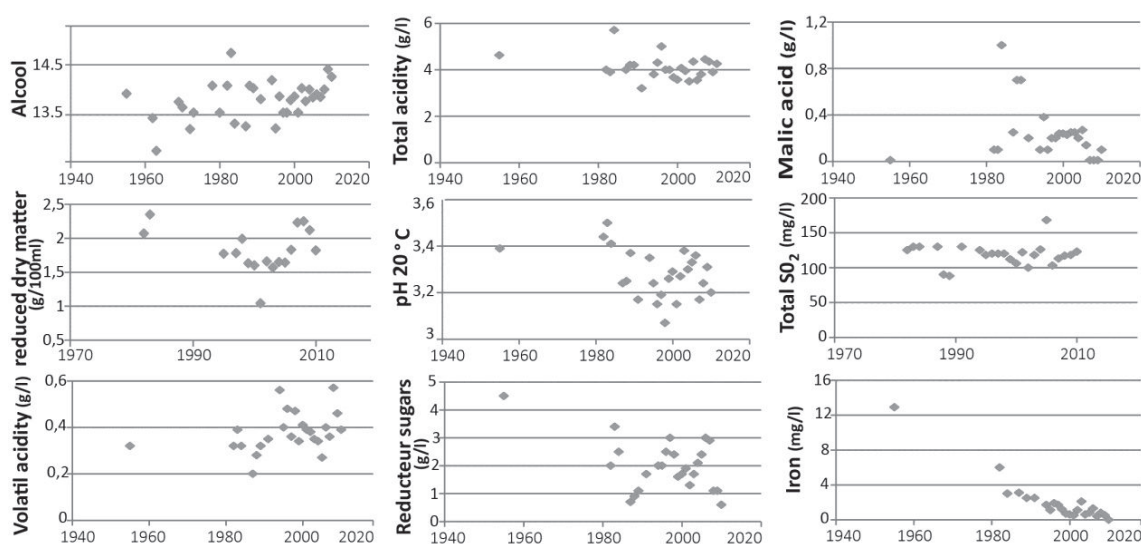 Alcool
14.5
13.5
1940 1960 1980 2000 2020
Total acidity (g/l)
6
4
2
0
1940 1960 1980 2000 2020
Malic acid (g/l)
1,2
0,8
0,4
0
1940 1960 1980 2000 2020
reduced dry matter
(g/100ml)
2,5
2
1,5
1
0,5
1970 1990 2010
pH 20°C
3,6
3,4
3,2
3
1940 1960 1980 2000 2020
Total S0₂ (mg/l)
200
150
100
50
0
1970 1990 2010
Volatil acidity (g/l)
0,6
0,4
0,2
0
1940 1960 1980 2000 2020
Reducteur sugars
(g/l)
5
4
3
2
1
0
1940 1960 1980 2000 2020
Iron (mg/l)
16
12
8
4
0
1940 1960 1980 2000 2020